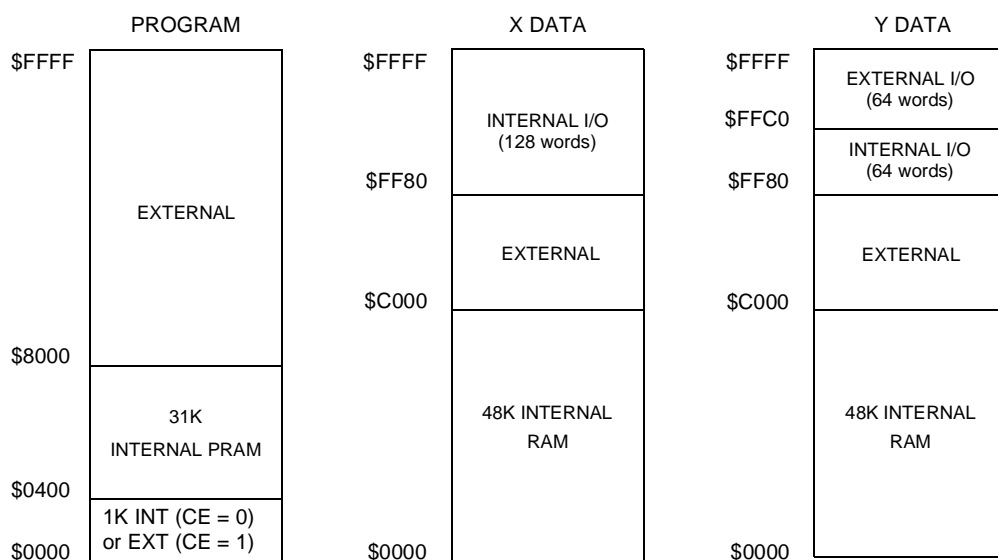 PROGRAM
$FFFF
EXTERNAL
$8000
31K
INTERNAL PRAM
$0400
1K INT (CE = 0)
or EXT (CE = 1)
$0000
X DATA
$FFFF
INTERNAL I/O
(128 words)
$FF80
EXTERNAL
$C000
48K INTERNAL
RAM
$0000
Y DATA
$FFFF
EXTERNAL I/O
(64 words)
$FFC0
INTERNAL I/O
(64 words)
$FF80
EXTERNAL
$C000
48K INTERNAL
RAM
$0000